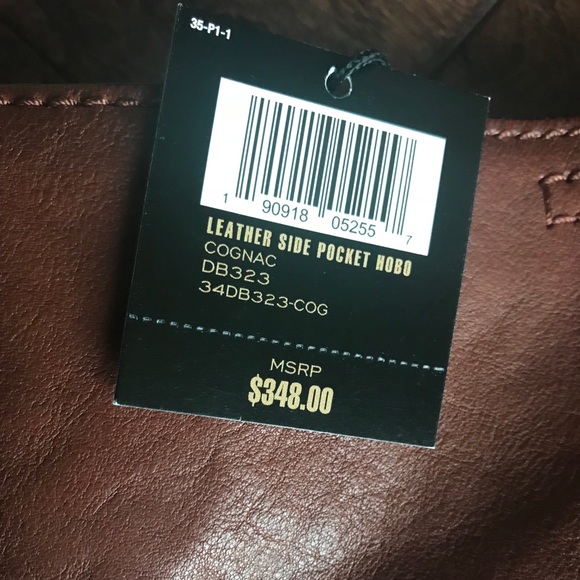 35-P1-1
1 90918 05255 7
LEATHER SIDE POCKET HOBO
COGNAC
DB323
34DB323-COG
MSRP
$348.00